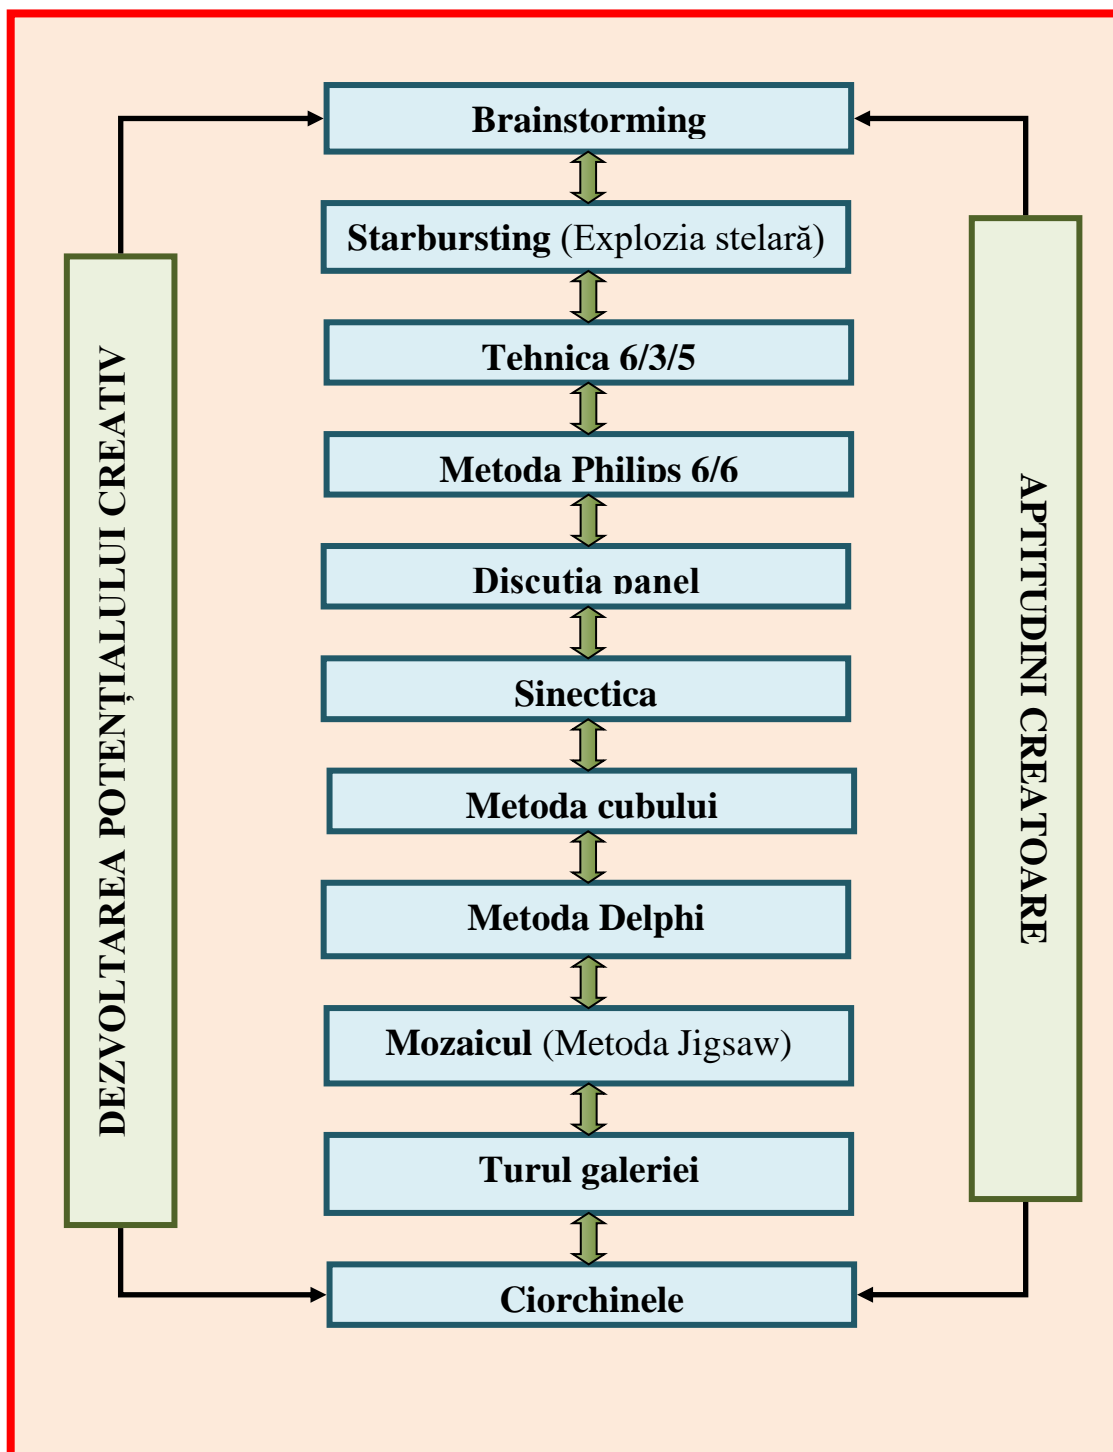 Brainstorming
Starbursting (Explozia stelară)
Tehnica 6/3/5
Metoda Philips 6/6
Discuția panel
Sinectica
Metoda cubului
Metoda Delphi
Mozaicul (Metoda Jigsaw)
Turul galeriei
Ciorchinele
DEZVOLTAREA POTENȚIALULUI CREATIV
APTITUDINI CREATOARE